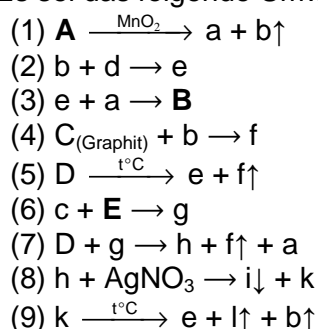 (1) A —MnO₂→ a + b↑
(2) b + d → e
(3) e + a → B
(4) C(Graphit) + b → f
(5) D —t°C→ e + f↑
(6) c + E → g
(7) D + g → h + f↑ + a
(8) h + AgNO₃ → i↓ + k
(9) k —t°C→ e + l↑ + b↑